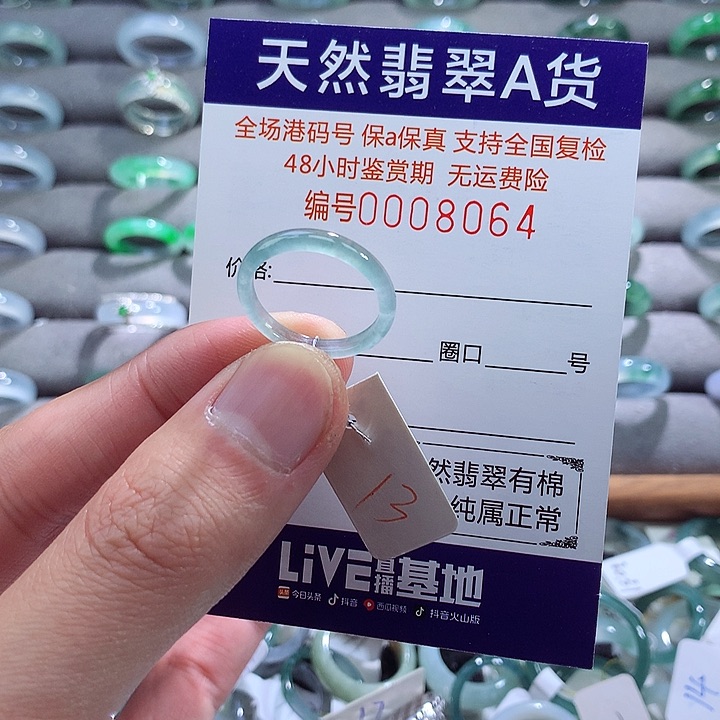 天然翡翠A货
全场港码号 保a保真 支持全国复检
48小时鉴赏期 无运费险
编号0008064
价格:
圈口 号
然翡翠有棉
纯属正常
13
LiVE直播基地
头条 今日头条 抖音 西瓜视频 抖音火山版
14